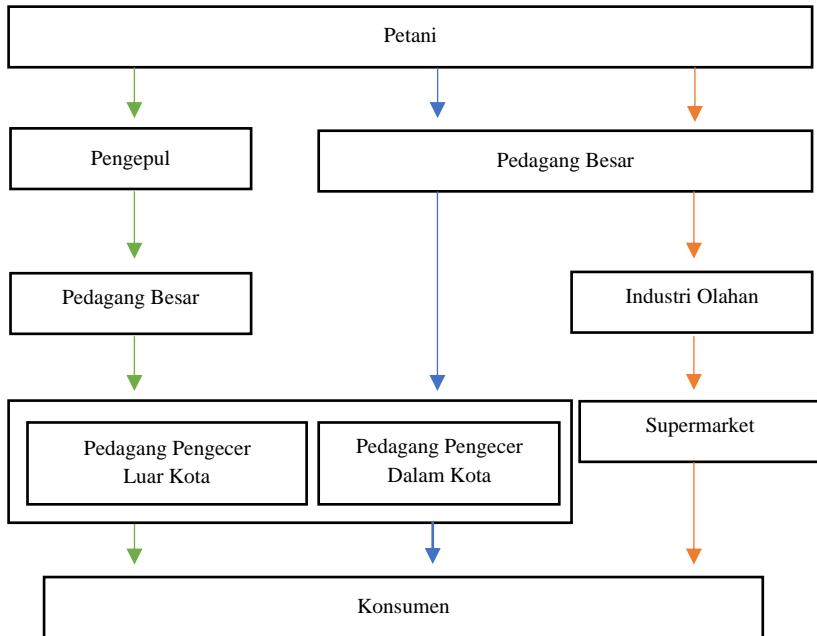 Petani
Pengepul
Pedagang Besar
Pedagang Besar
Industri Olahan
Pedagang Pengecer
Luar Kota
Pedagang Pengecer
Dalam Kota
Supermarket
Konsumen